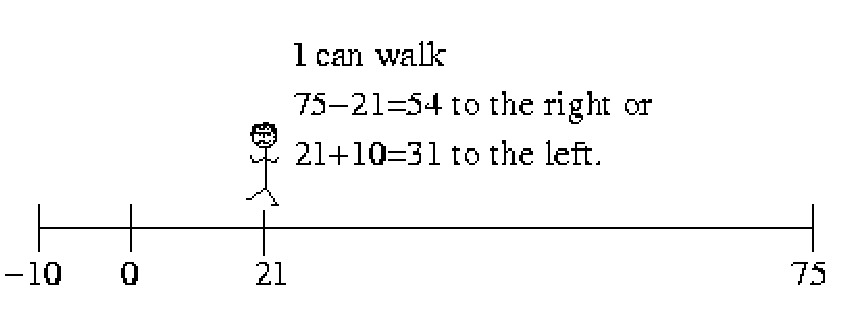 I can walk
75−21=54 to the right or
21+10=31 to the left.
−10 0 21 75